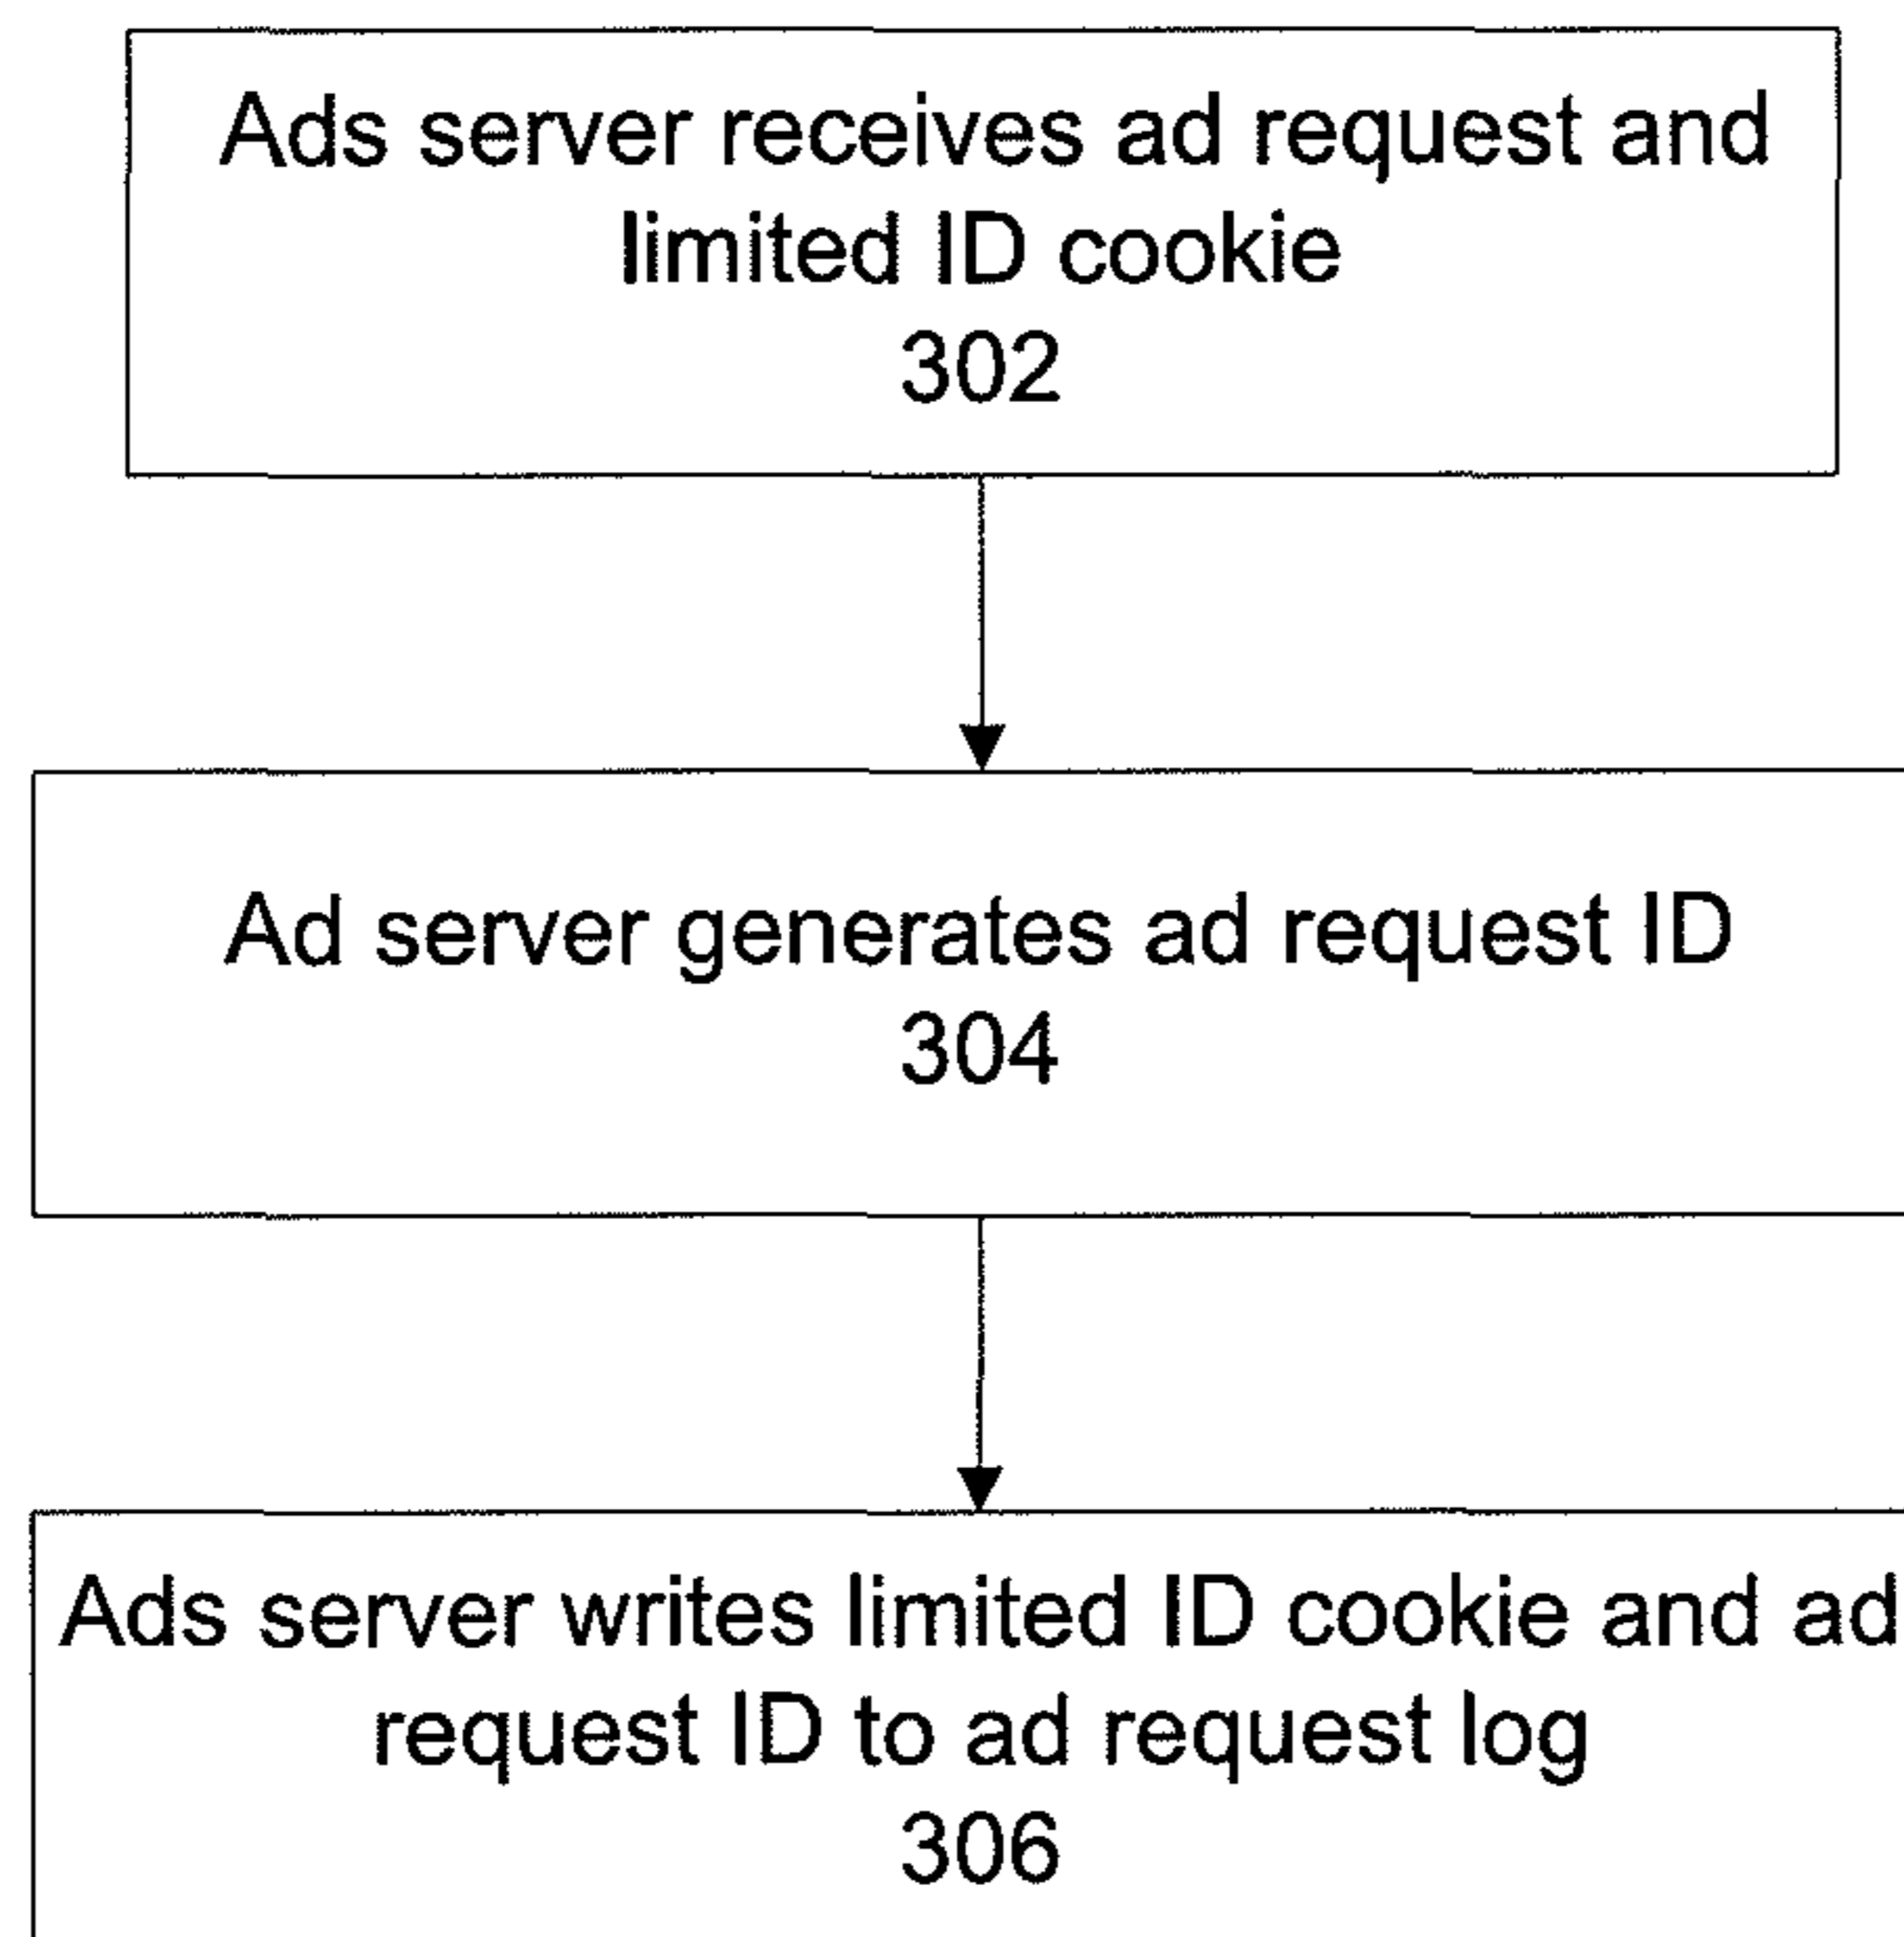 Ads server receives ad request and
limited ID cookie
302
Ad server generates ad request ID
304
Ads server writes limited ID cookie and ad
request ID to ad request log
306